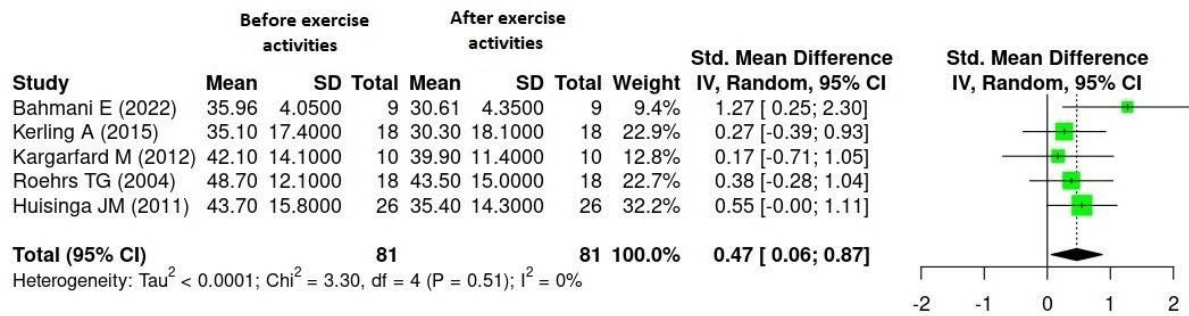 Before exercise activities After exercise activities
Std. Mean Difference Std. Mean Difference
Study Mean SD Total Mean SD Total Weight IV, Random, 95% CI IV, Random, 95% CI
Bahmani E (2022) 35.96 4.0500 9 30.61 4.3500 9 9.4% 1.27 [ 0.25; 2.30]
Kerling A (2015) 35.10 17.4000 18 30.30 18.1000 18 22.9% 0.27 [-0.39; 0.93]
Kargarfard M (2012) 42.10 14.1000 10 39.90 11.4000 10 12.8% 0.17 [-0.71; 1.05]
Roehrs TG (2004) 48.70 12.1000 18 43.50 15.0000 18 22.7% 0.38 [-0.28; 1.04]
Huisinga JM (2011) 43.70 15.8000 26 35.40 14.3000 26 32.2% 0.55 [-0.00; 1.11]
Total (95% CI) 81 81 100.0% 0.47 [ 0.06; 0.87]
Heterogeneity: Tau² < 0.0001; Chi² = 3.30, df = 4 (P = 0.51); I² = 0%
-2 -1 0 1 2